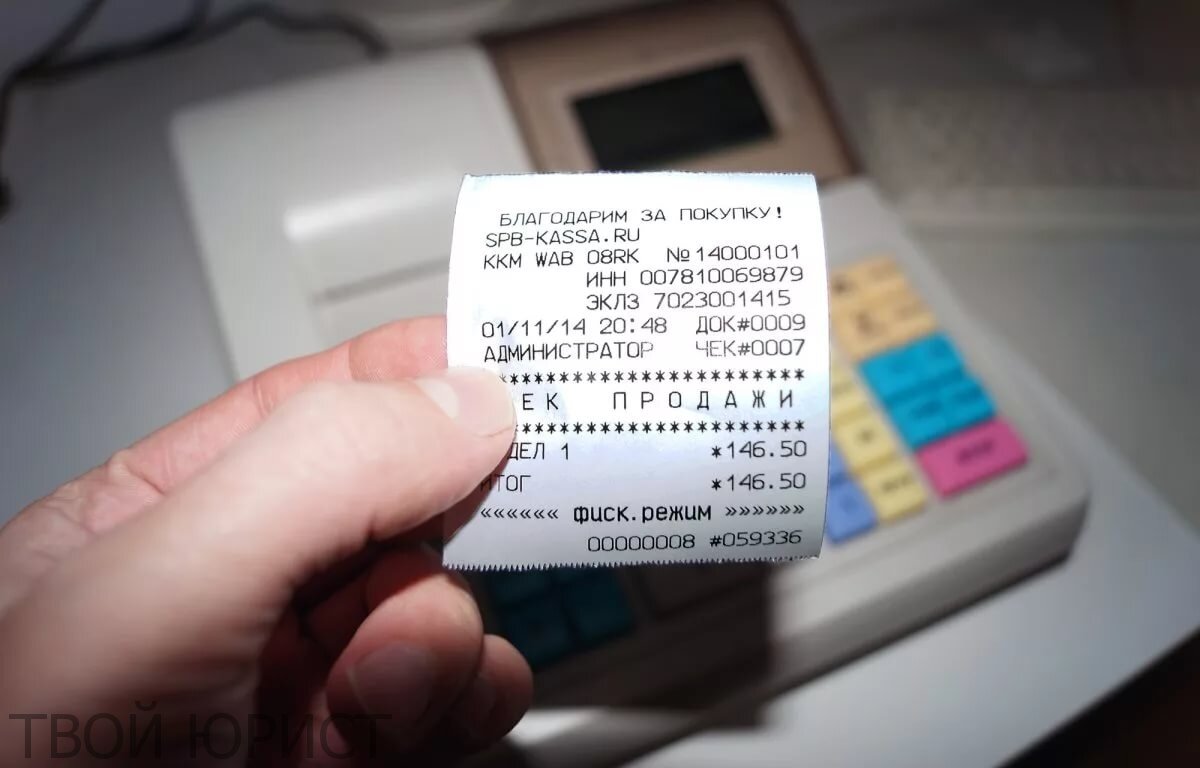 БЛАГОДАРИМ ЗА ПОКУПКУ!
SPB-KASSA.RU
ККМ WAB 08RK №14000101
ИНН 007810069879
ЭКЛЗ 7023001415
01/11/14 20:48 ДОК#0009
АДМИНИСТРАТОР ЧЕК#0007
************************
ЕК ПРОДАЖИ
************************
ДЕЛ 1 *146.50
ИТОГ *146.50
«««««« фиск.режим »»»»»»
00000008 #059336
ТВОЙ ЮРИСТ